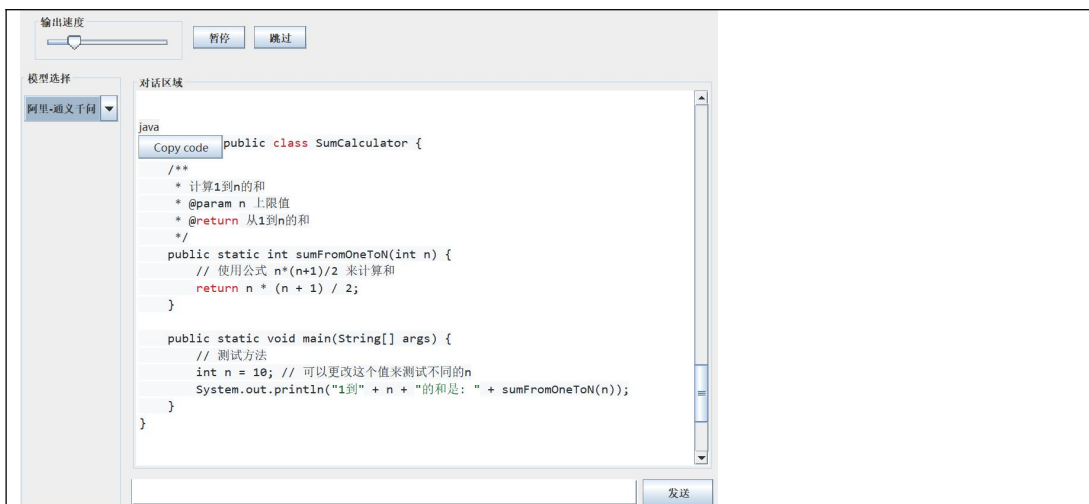 输出速度
暂停
跳过
模型选择
阿里-通义千问
对话区域
java
Copy code
public class SumCalculator {
/**
* 计算1到n的和
* @param n 上限值
* @return 从1到n的和
*/
public static int sumFromOneToN(int n) {
// 使用公式 n*(n+1)/2 来计算和
return n * (n + 1) / 2;
}
public static void main(String[] args) {
// 测试方法
int n = 10; // 可以更改这个值来测试不同的n
System.out.println("1到" + n + "的和是: " + sumFromOneToN(n));
}
}
发送